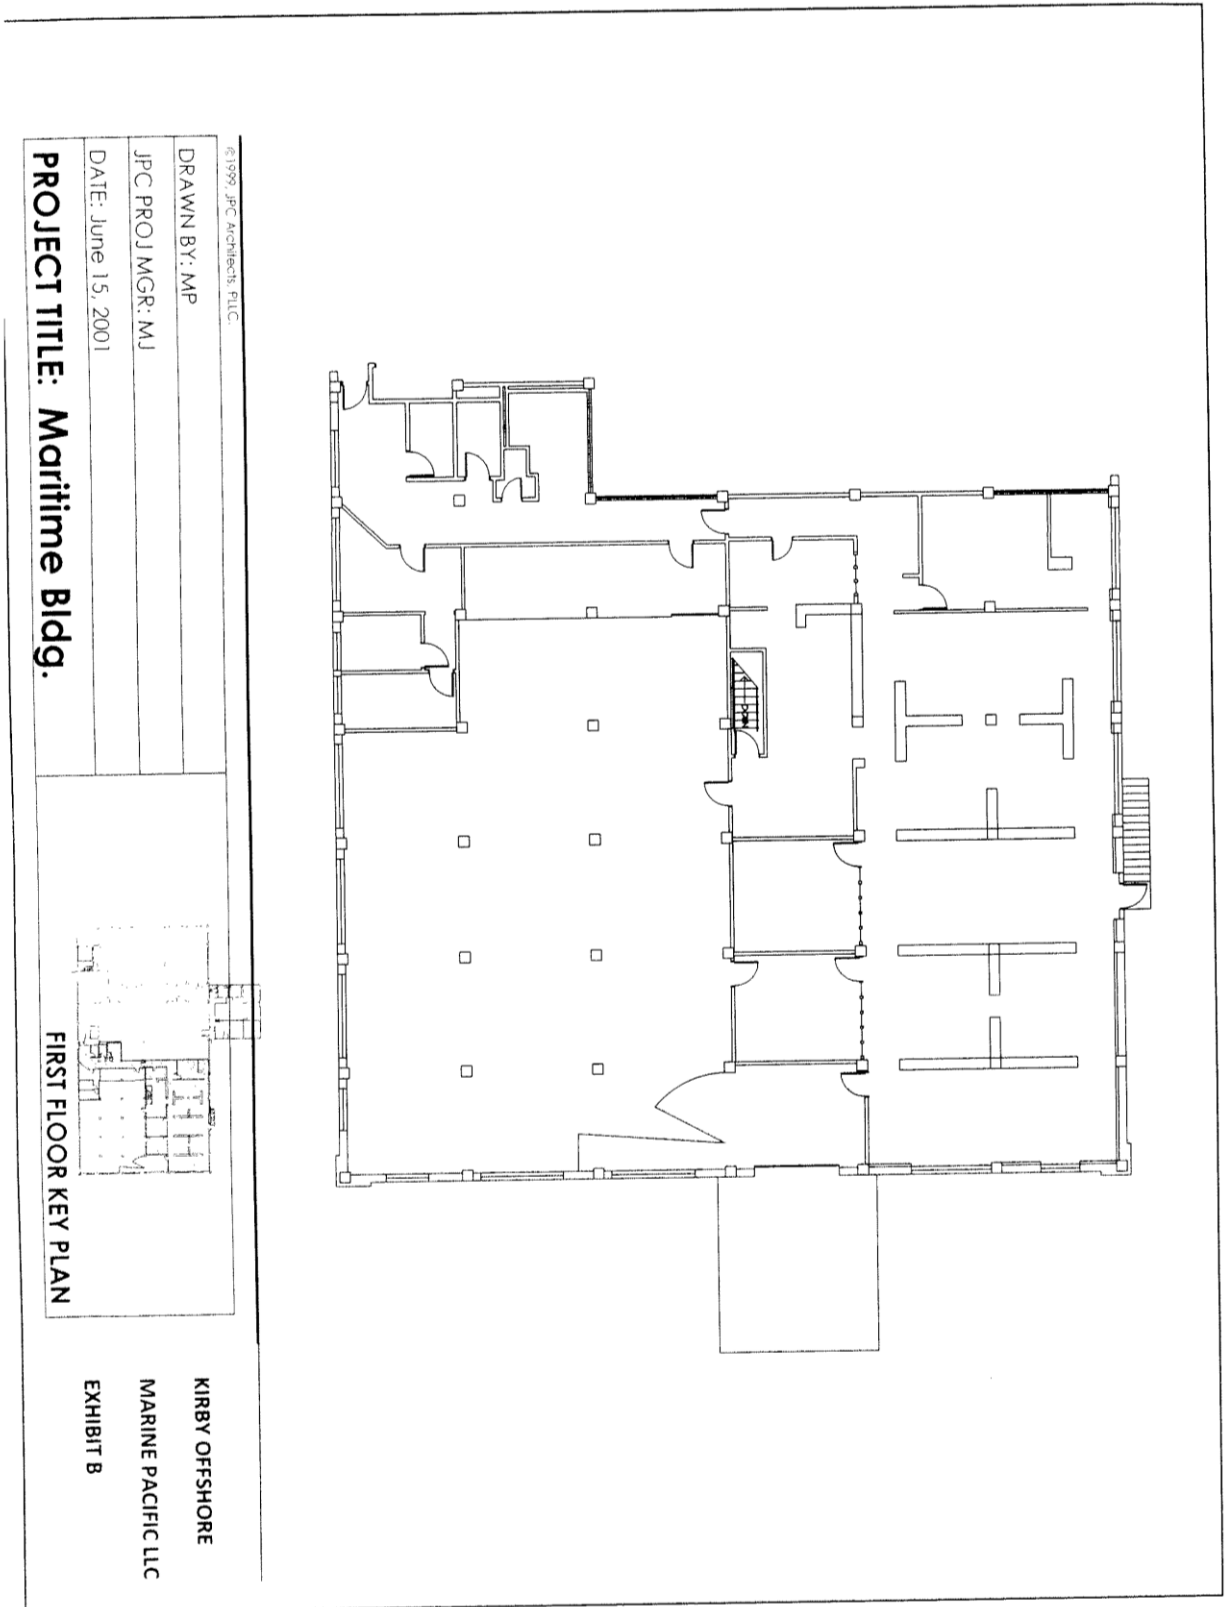 DOWN
©1999, JPC Architects, PLLC.
DRAWN BY: MP
JPC PROJ MGR: MJ
DATE: June 15, 2001
PROJECT TITLE: Maritime Bldg.
FIRST FLOOR KEY PLAN
KIRBY OFFSHORE
MARINE PACIFIC LLC
EXHIBIT B